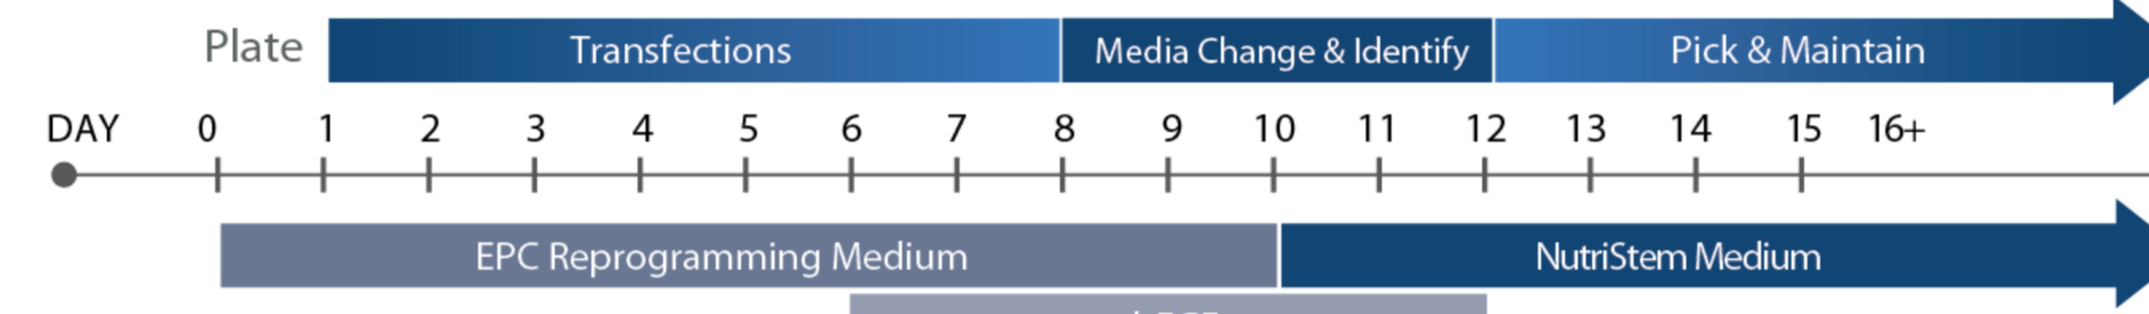 Plate Transfections Media Change & Identify Pick & Maintain
DAY 0 1 2 3 4 5 6 7 8 9 10 11 12 13 14 15 16+
EPC Reprogramming Medium NutriStem Medium